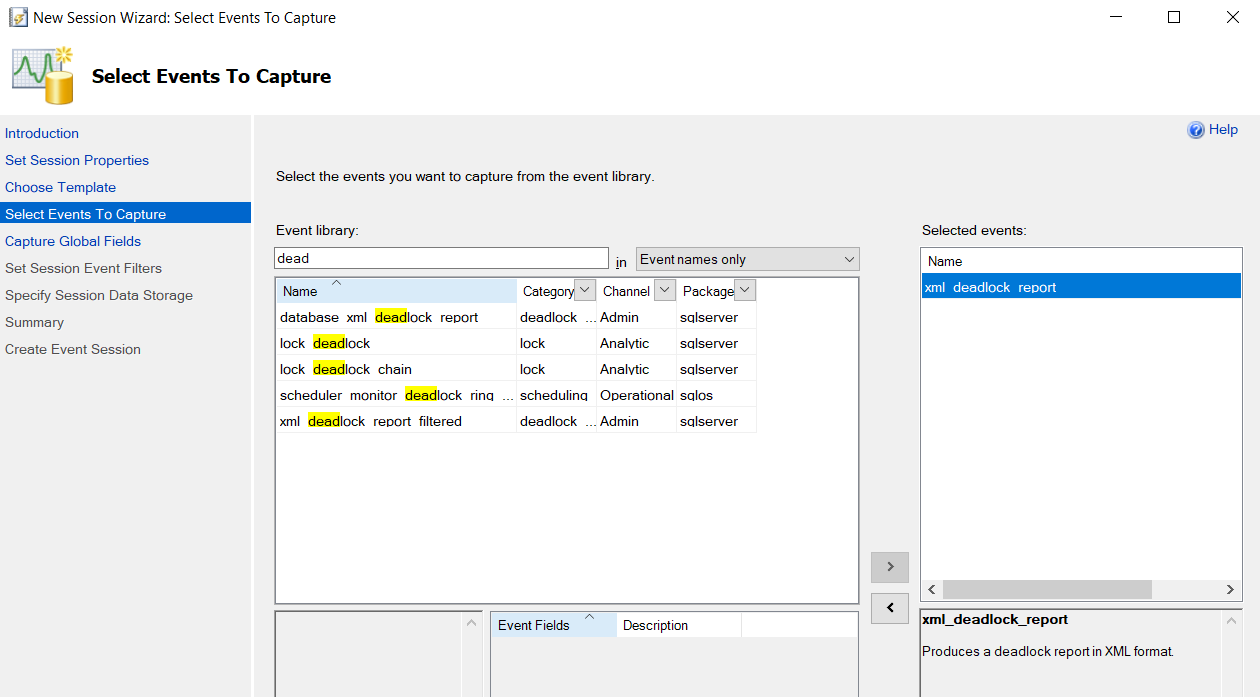 New Session Wizard: Select Events To Capture
Select Events To Capture
Introduction
Set Session Properties
Choose Template
Select Events To Capture
Capture Global Fields
Set Session Event Filters
Specify Session Data Storage
Summary
Create Event Session
Help
Select the events you want to capture from the event library.
Event library:
dead in Event names only
Name Category Channel Package
database_xml_deadlock_report deadlock_... Admin sqlserver
lock_deadlock lock Analytic sqlserver
lock_deadlock_chain lock Analytic sqlserver
scheduler_monitor_deadlock_ring_... scheduling Operational sqlos
xml_deadlock_report_filtered deadlock_... Admin sqlserver
Event Fields Description
Selected events:
Name
xml_deadlock_report
xml_deadlock_report
Produces a deadlock report in XML format.